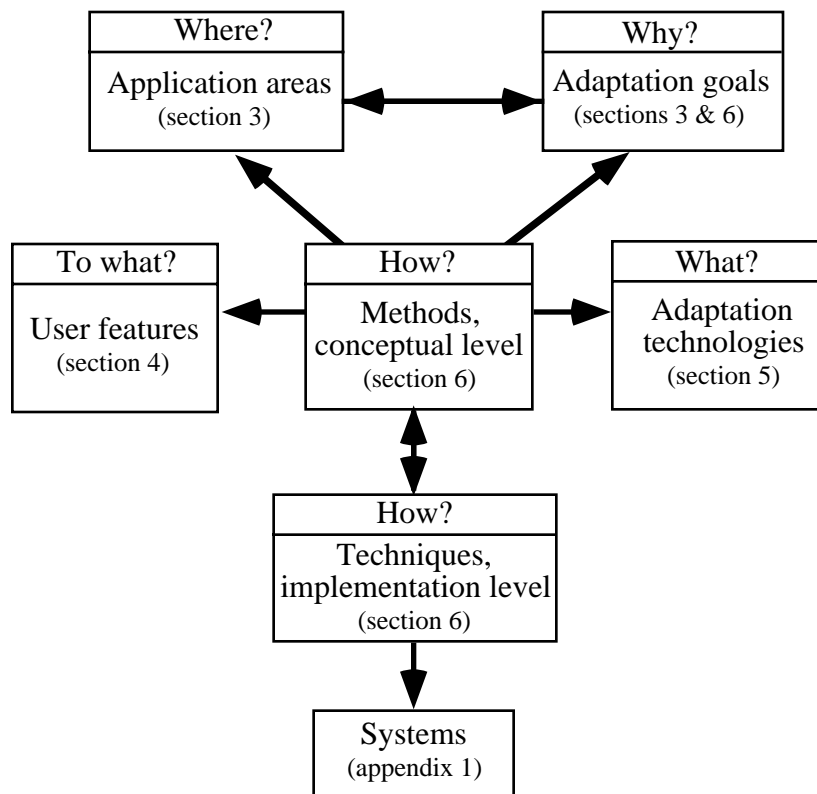 Where?
Application areas
(section 3)
Why?
Adaptation goals
(sections 3 & 6)
To what?
User features
(section 4)
How?
Methods,
conceptual level
(section 6)
What?
Adaptation
technologies
(section 5)
How?
Techniques,
implementation level
(section 6)
Systems
(appendix 1)